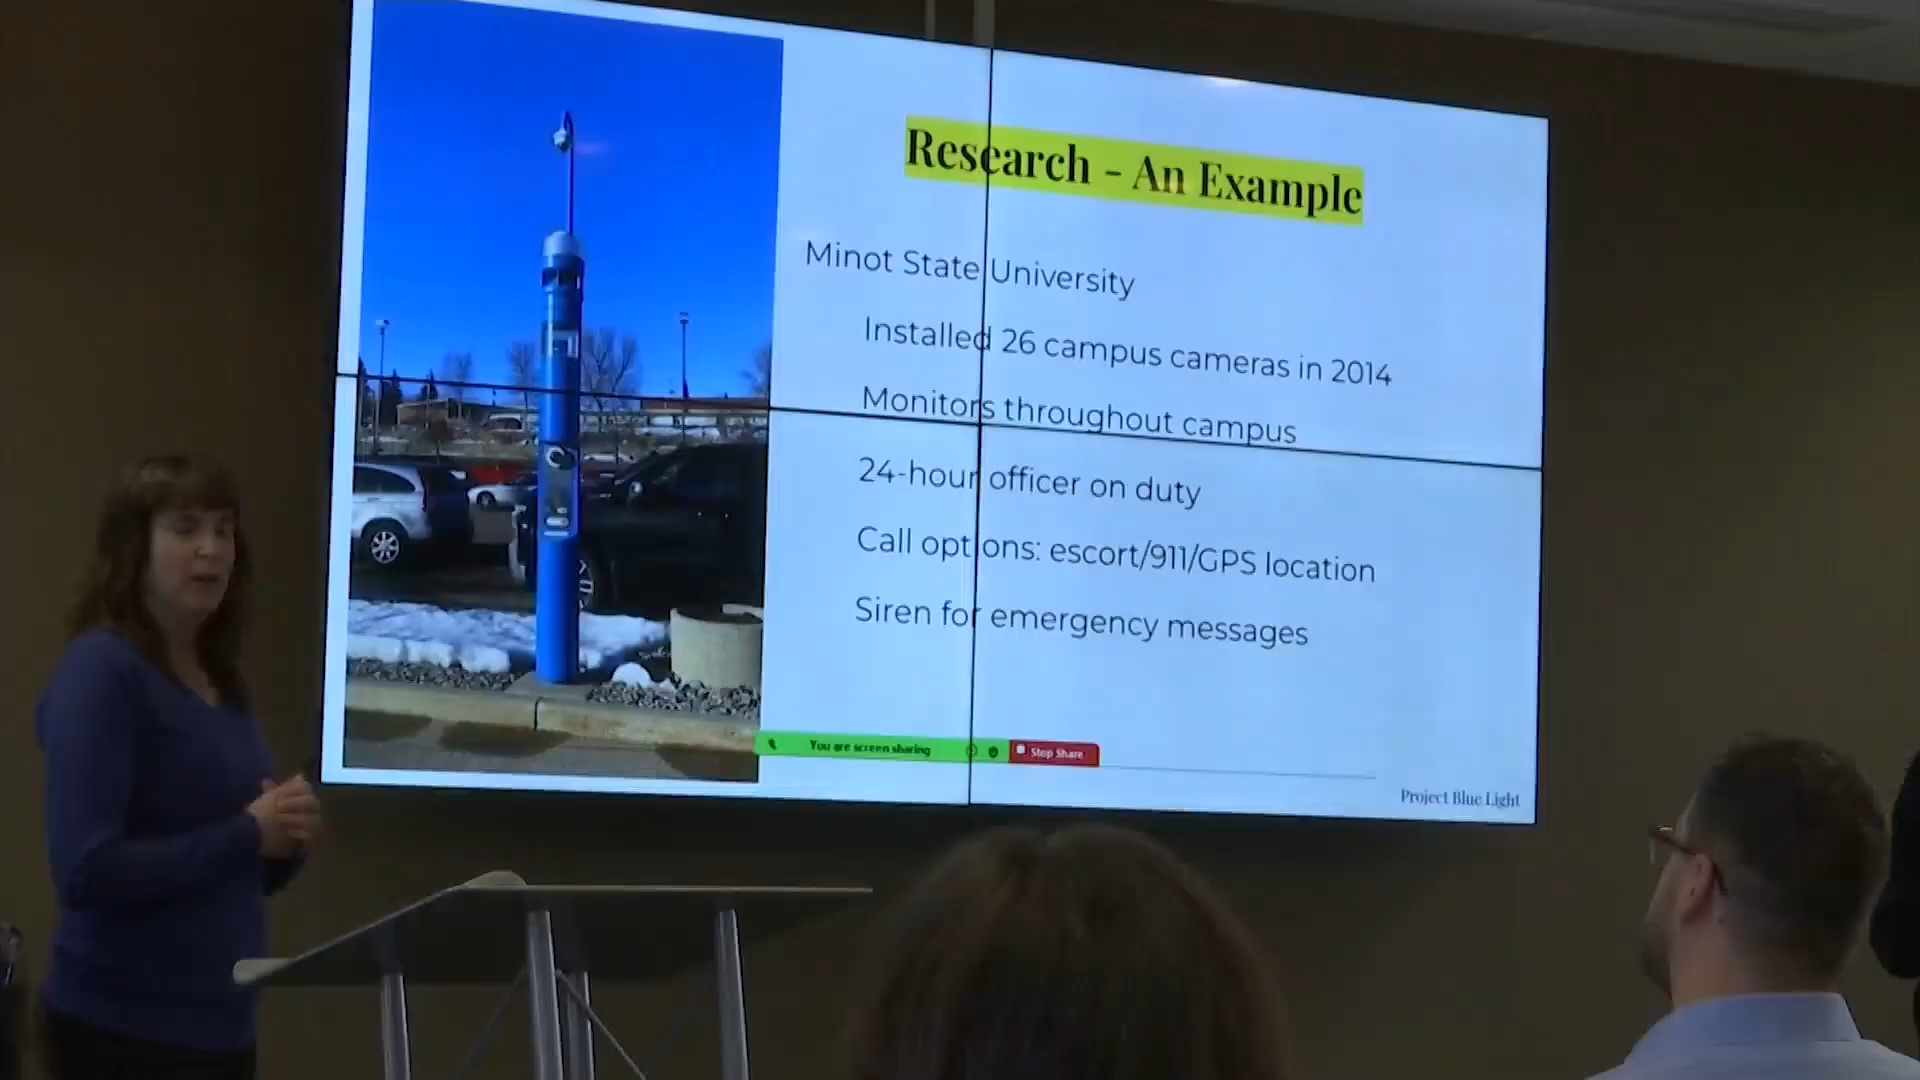 Research - An Example
Minot State University
Installed 26 campus cameras in 2014
Monitors throughout campus
24-hour officer on duty
Call options: escort/911/GPS location
Siren for emergency messages
You are screen sharing
Stop Share
Project Blue Light